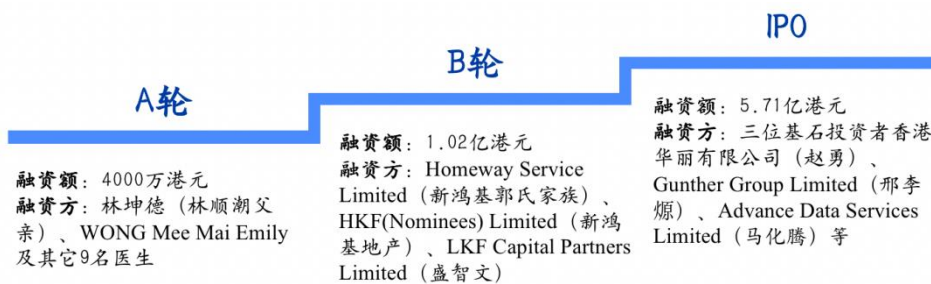 A轮
融资额：4000万港元
融资方：林坤德（林顺潮父
亲）、WONG Mee Mai Emily
及其它9名医生
B轮
融资额：1.02亿港元
融资方：Homeway Service
Limited（新鸿基郭氏家族）、
HKF(Nominees) Limited（新鸿
基地产）、LKF Capital Partners
Limited（盛智文）
IPO
融资额：5.71亿港元
融资方：三位基石投资者香港
华丽有限公司（赵勇）、
Gunther Group Limited（邢李
㷧）、Advance Data Services
Limited（马化腾）等